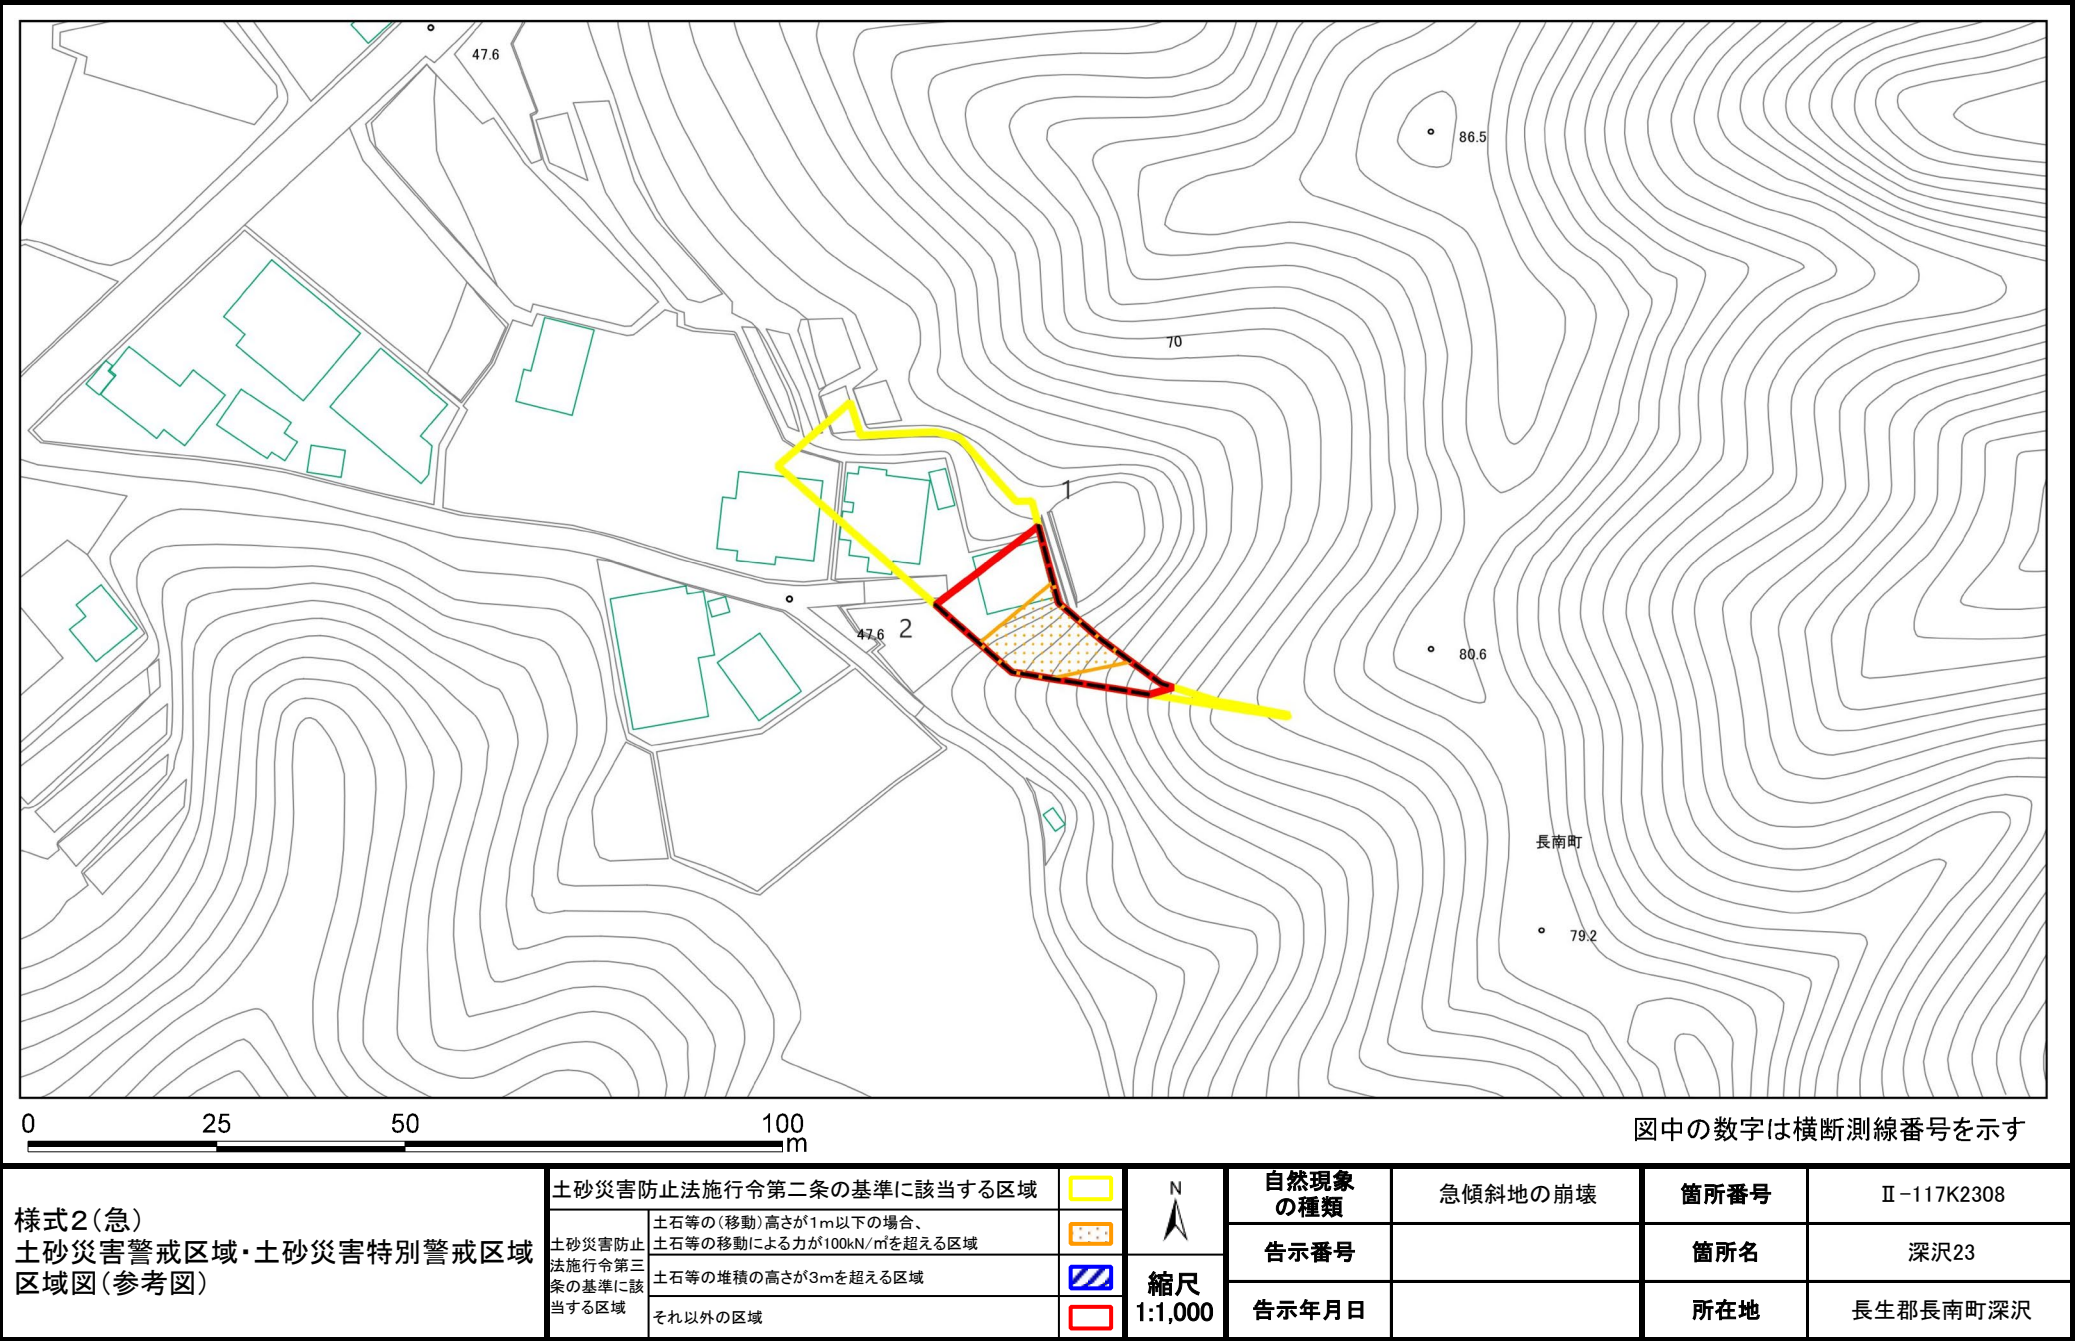 47.6
86.5
70
1
2
47.6
80.6
長南町
79.2
0 25 50 100
m
図中の数字は横断測線番号を示す
様式2(急)
土砂災害警戒区域・土砂災害特別警戒区域
区域図(参考図)
土砂災害防止法施行令第二条の基準に該当する区域
土砂災害防止
法施行令第三
条の基準に該
当する区域
土石等の(移動)高さが1m以下の場合、
土石等の移動による力が100kN/㎡を超える区域
土石等の堆積の高さが3mを超える区域
それ以外の区域
N
縮尺
1:1,000
自然現象
の種類
急傾斜地の崩壊
箇所番号
Ⅱ-117K2308
告示番号
箇所名
深沢23
告示年月日
所在地
長生郡長南町深沢